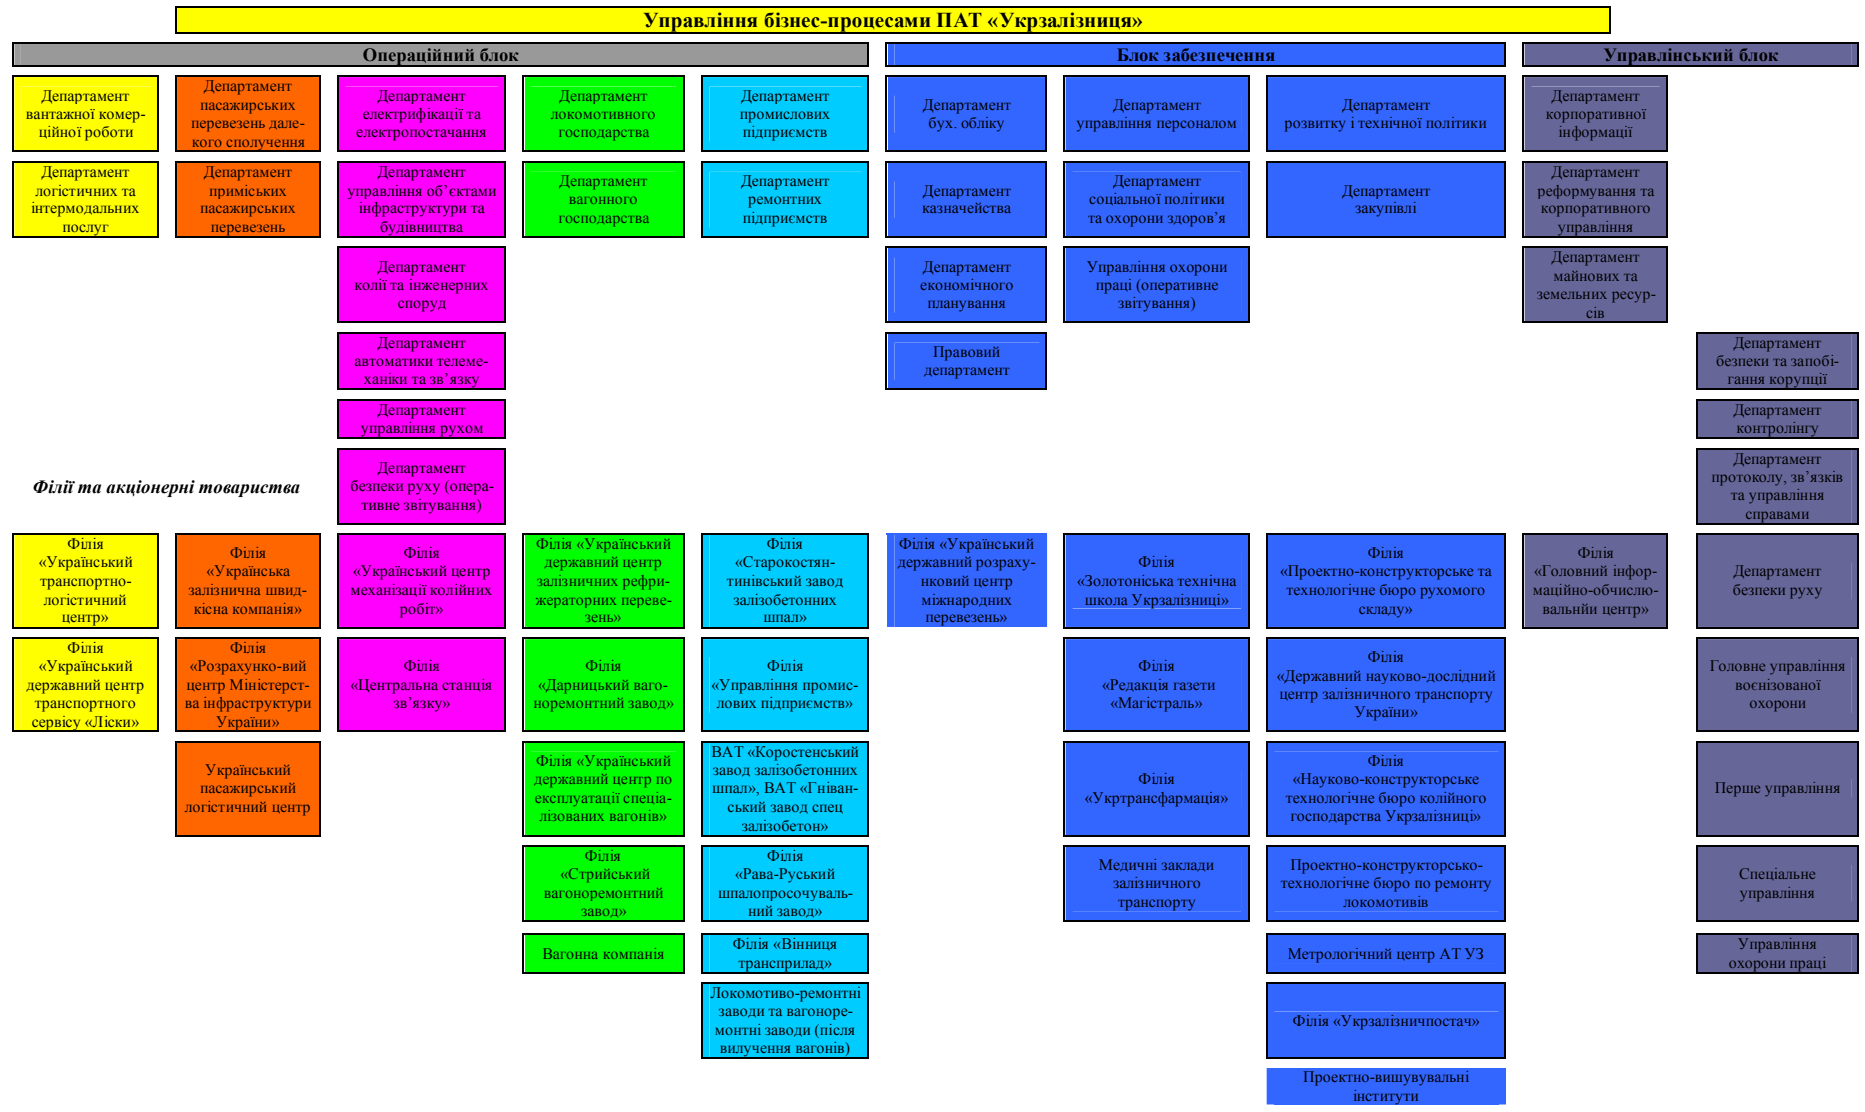 Управління бізнес-процесами ПАТ «Укрзалізниця»
Операційний блок
Блок забезпечення
Управлінський блок
Департамент
вантажної комер-
ційної роботи
Департамент
пасажирських
перевезень дале-
кого сполучення
Департамент
електрифікації та
електропостачання
Департамент
локомотивного
господарства
Департамент
промислових
підприємств
Департамент
бух. обліку
Департамент
управління персоналом
Департамент
розвитку і технічної політики
Департамент
корпоративної
інформації
Департамент
логістичних та
інтермодальних
послуг
Департамент
приміських
пасажирських
перевезень
Департамент
управління об’єктами
інфраструктури та
будівництва
Департамент
вагонного
господарства
Департамент
ремонтних
підприємств
Департамент
казначейства
Департамент
соціальної політики
та охорони здоров’я
Департамент
закупівлі
Департамент
реформування та
корпоративного
управління
Департамент
колії та інженерних
споруд
Департамент
економічного
планування
Управління охорони
праці (оперативне
звітування)
Департамент
майнових та
земельних ресур-
сів
Департамент
автоматики телеме-
ханіки та зв’язку
Правовий
департамент
Департамент
безпеки та запобі-
гання корупції
Департамент
управління рухом
Департамент
контролінгу
Філії та акціонерні товариства
Департамент
безпеки руху (опера-
тивне звітування)
Департамент
протоколу, зв’язків
та управління
справами
Філія
«Український
транспортно-
логістичний
центр»
Філія
«Українська
залізнична швид-
кісна компанія»
Філія
«Український центр
механізації колійних
робіт»
Філія «Український
державний центр
залізничних рефри-
жераторних переве-
зень»
Філія
«Старокостян-
тинівський завод
залізобетонних
шпал»
Філія «Український
державний розраху-
нковий центр
міжнародних
перевезень»
Філія
«Золотоніська технічна
школа Укрзалізниці»
Філія
«Проектно-конструкторське та
технологічне бюро рухомого
складу»
Філія
«Головний інфор-
маційно-обчислю-
вальнйи центр»
Департамент
безпеки руху
Філія
«Український
державний центр
транспортного
сервісу «Ліски»
Філія
«Розрахунко-вий
центр Міністерст-
ва інфраструктури
України»
Філія
«Центральна станція
зв’язку»
Філія
«Дарницький ваго-
норемонтний завод»
Філія
«Управління промис-
лових підприємств»
Філія
«Редакція газети
«Магістраль»
Філія
«Державний науково-дослідний
центр залізничного транспорту
України»
Головне управління
воєнізованої
охорони
Український
пасажирський
логістичний центр
Філія «Український
державний центр по
експлуатації спеціа-
лізованих вагонів»
ВАТ «Коростенський
завод залізобетонних
шпал», ВАТ «Гніван-
ський завод спец
залізобетон»
Філія
«Укртрансфармація»
Філія
«Науково-конструкторське
технологічне бюро колійного
господарства Укрзалізниці»
Перше управління
Філія
«Стрийський
вагоноремонтний
завод»
Філія
«Рава-Руський
шпалопросочуваль-
ний завод»
Медичні заклади
залізничного
транспорту
Проектно-конструкторсько-
технологічне бюро по ремонту
локомотивів
Спеціальне
управління
Вагонна компанія
Філія «Вінниця
трансприлад»
Метрологічний центр АТ УЗ
Управління
охорони праці
Локомотиво-ремонтні
заводи та вагоноре-
монтні заводи (після
вилучення вагонів)
Філія «Укрзалізничпостач»
Проектно-вишувувальні
інститути